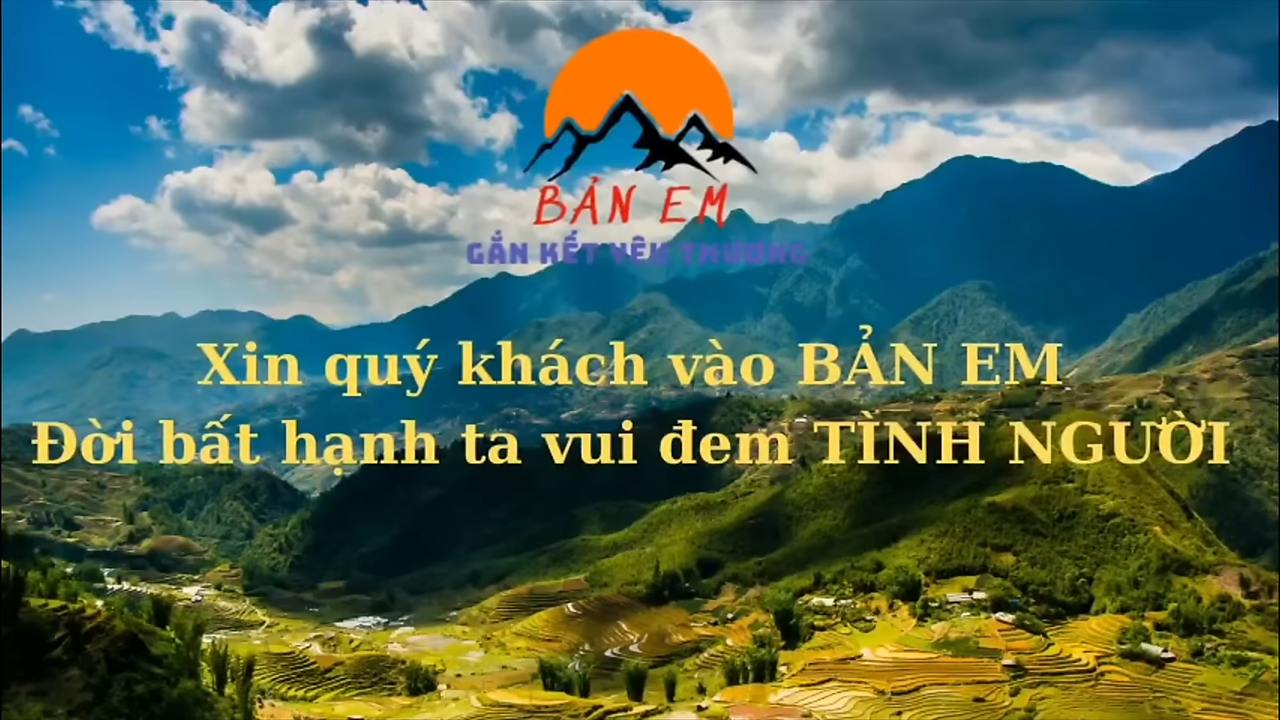 BẢN EM
GẮN KẾT YÊU THƯƠNG
Xin quý khách vào BẢN EM
Đời bất hạnh ta vui đem TÌNH NGƯỜI